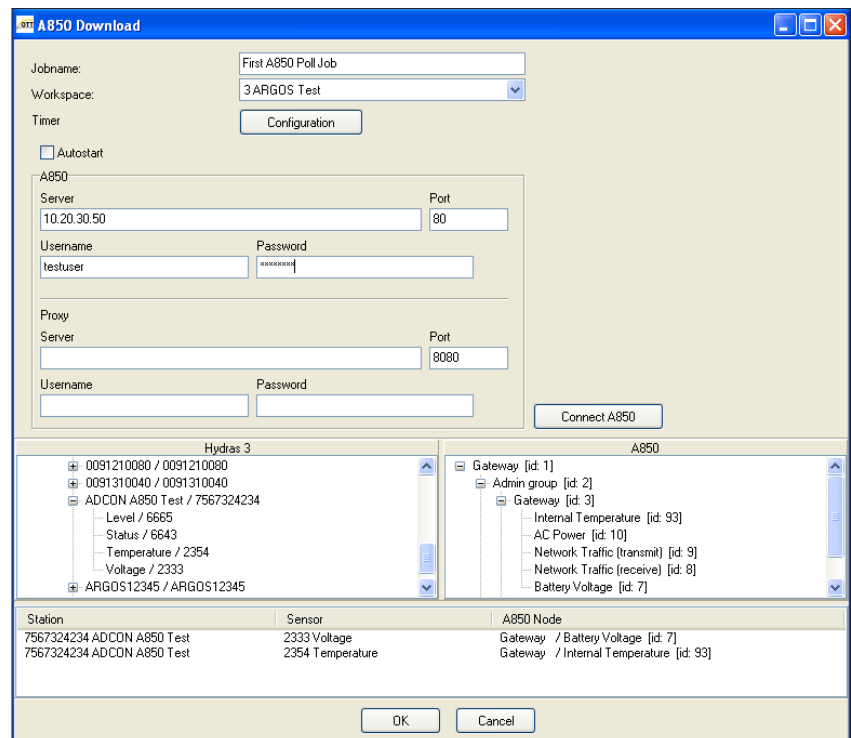 OTT A850 Download
Jobname: First A850 Poll Job
Workspace: 3 ARGOS Test
Timer Configuration
Autostart
A850
Server Port
10.20.30.50 80
Username Password
testuser ********
Proxy
Server Port
8080
Username Password
Connect A850
Hydras 3
0091210080 / 0091210080
0091310040 / 0091310040
ADCON A850 Test / 7567324234
Level / 6665
Status / 6643
Temperature / 2354
Voltage / 2333
ARGOS12345 / ARGOS12345
A850
Gateway [id: 1]
Admin group [id: 2]
Gateway [id: 3]
Internal Temperature [id: 93]
AC Power [id: 10]
Network Traffic (transmit) [id: 9]
Network Traffic (receive) [id: 8]
Battery Voltage [id: 7]
Station Sensor A850 Node
7567324234 ADCON A850 Test 2333 Voltage Gateway / Battery Voltage [id: 7]
7567324234 ADCON A850 Test 2354 Temperature Gateway / Internal Temperature [id: 93]
OK Cancel